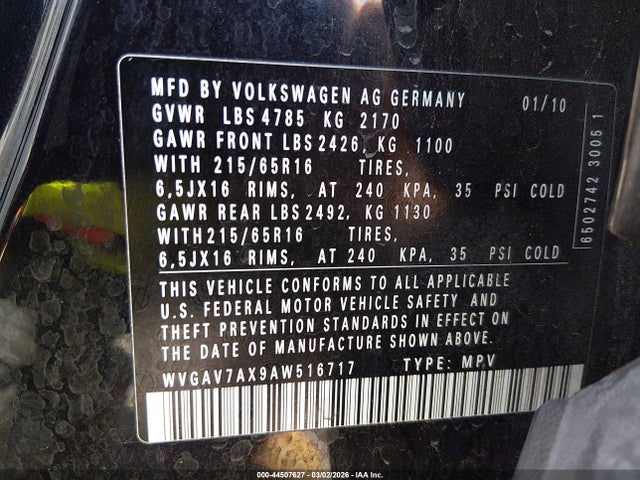 MFD BY VOLKSWAGEN AG GERMANY 01/10
GVWR LBS 4785 KG 2170
GAWR FRONT LBS 2426, KG 1100
WITH 215/65R16 TIRES,
6,5JX16 RIMS, AT 240 KPA, 35 PSI COLD
GAWR REAR LBS 2492, KG 1130
WITH 215/65R16 TIRES,
6,5JX16 RIMS, AT 240 KPA, 35 PSI COLD
THIS VEHICLE CONFORMS TO ALL APPLICABLE
U.S. FEDERAL MOTOR VEHICLE SAFETY AND
THEFT PREVENTION STANDARDS IN EFFECT ON
THE DATE OF MANUFACTURE SHOWN ABOVE.
WVGAV7AX9AW516717 TYPE: MPV
6502742 3005 1
000-44507627 - 03/02/2026 - IAA Inc.